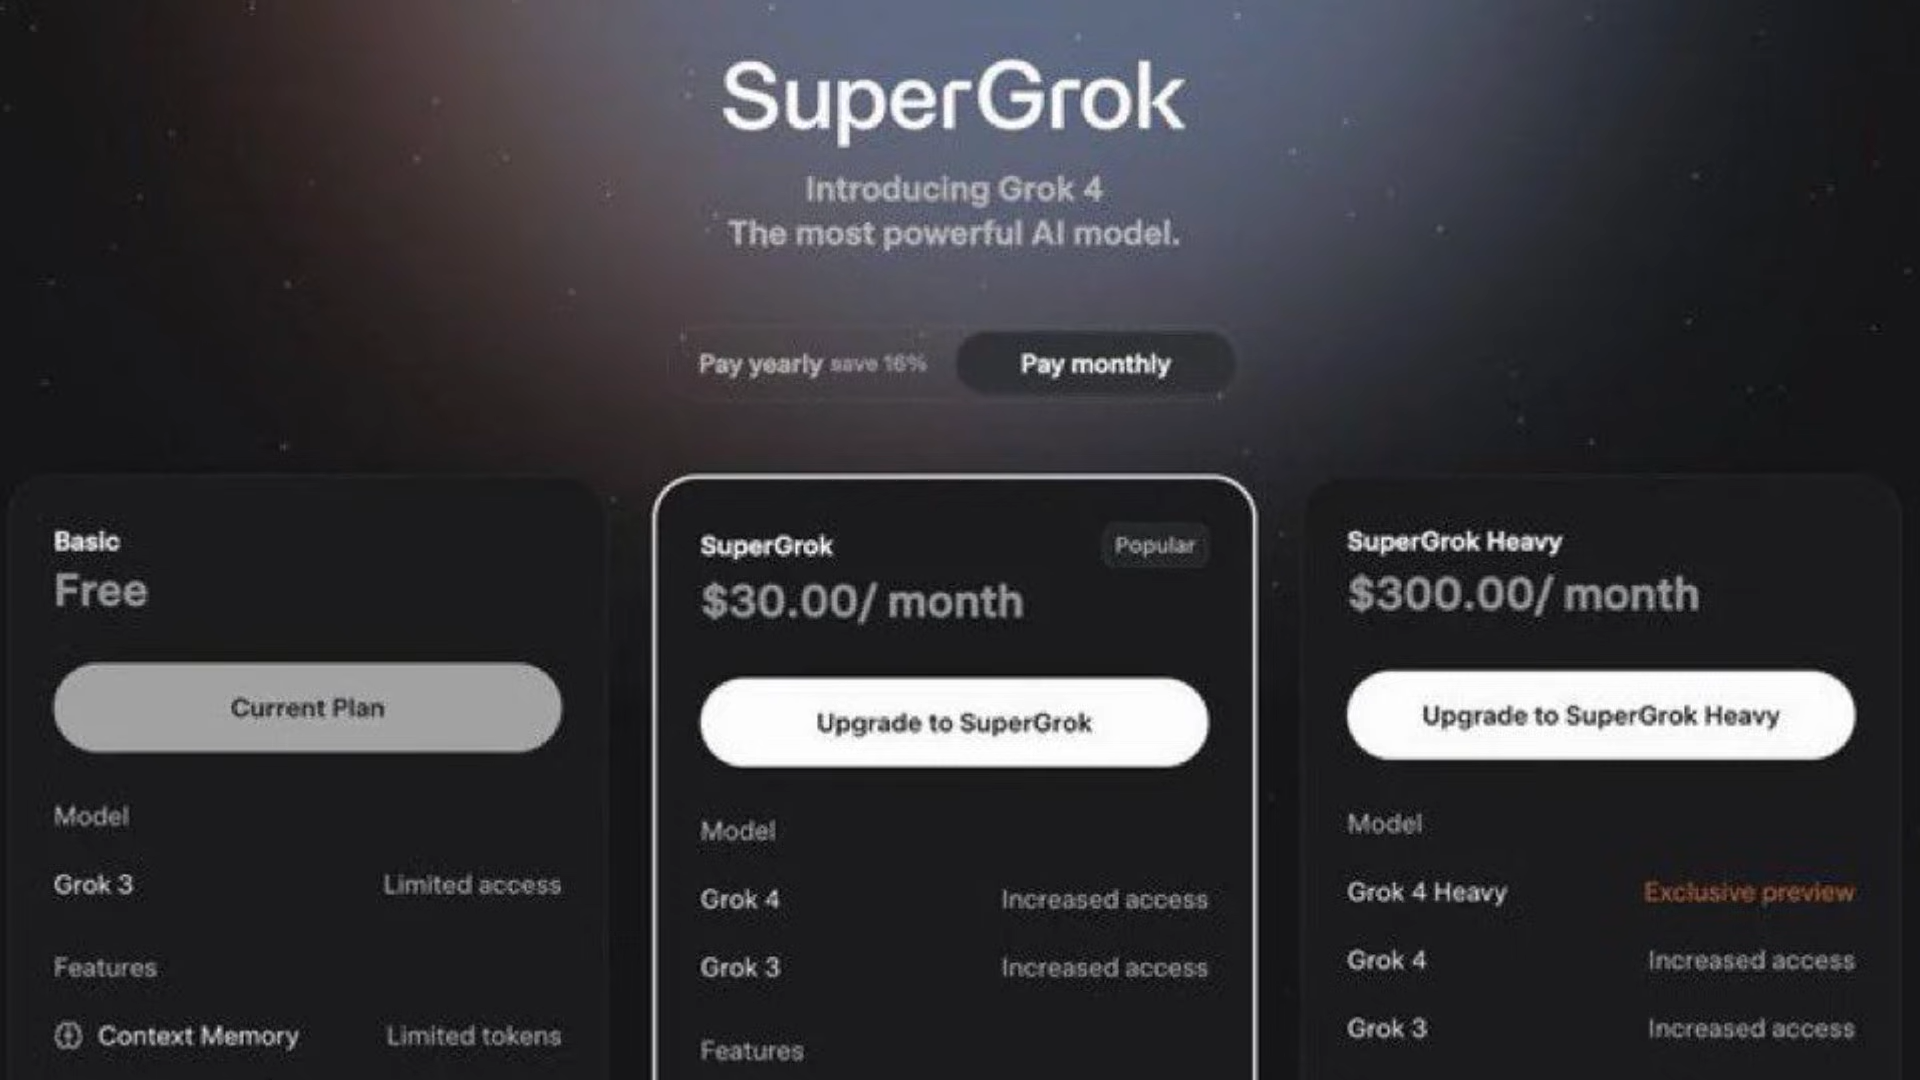 SuperGrok
Introducing Grok 4
The most powerful AI model.
Pay yearly save 16%
Pay monthly
Basic
Free
Current Plan
Model
Grok 3 Limited access
Features
Context Memory Limited tokens
SuperGrok Popular
$30.00/ month
Upgrade to SuperGrok
Model
Grok 4 Increased access
Grok 3 Increased access
Features
SuperGrok Heavy
$300.00/ month
Upgrade to SuperGrok Heavy
Model
Grok 4 Heavy Exclusive preview
Grok 4 Increased access
Grok 3 Increased access